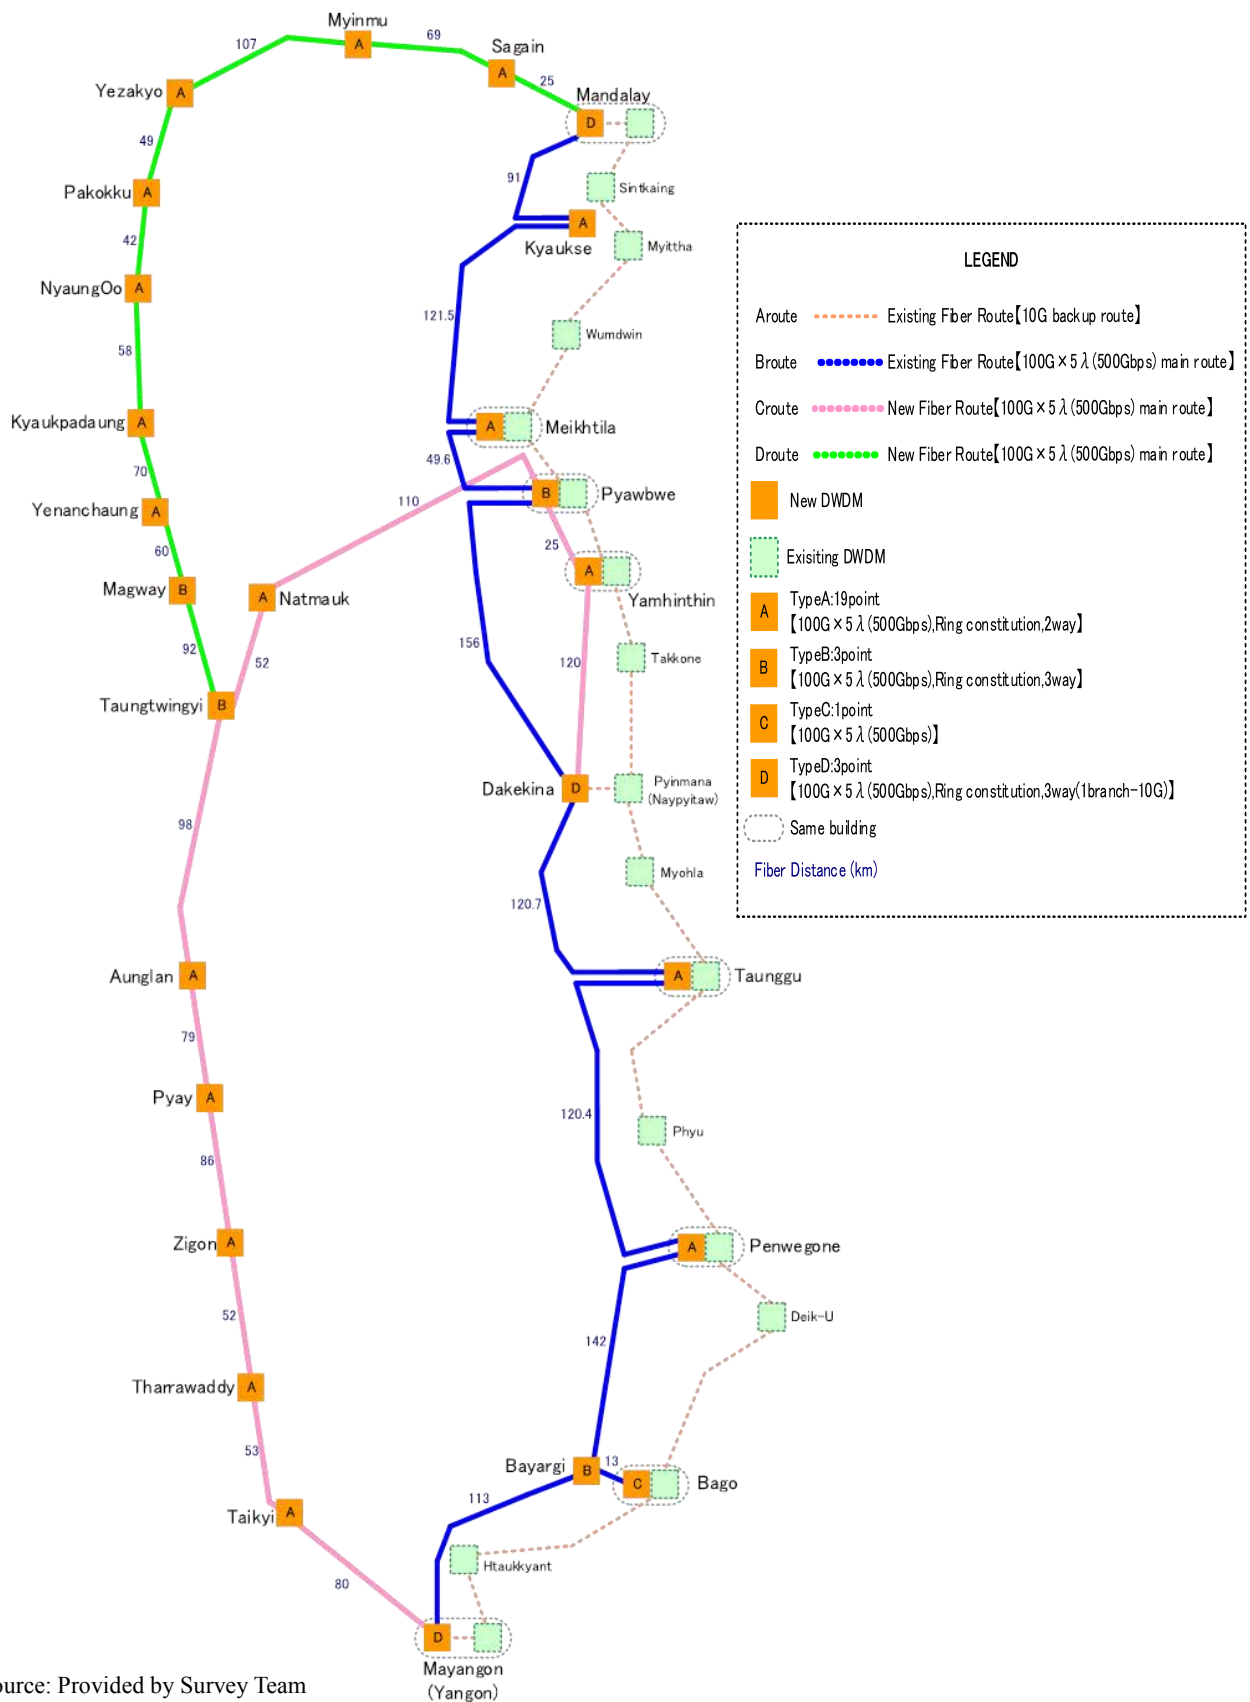 Myinmu
107
A
69
Sagain
A
25
Yezakyo
A
Mandalay
D
49
91
Sintkaing
Pakokku
A
Kyaukse
A
Myittha
42
NyaungOo
A
121.5
Wumdwin
58
Kyaukpadaung
A
A
Meikhtila
49.6
70
110
B
Pyawbwe
Yenanchaung
A
25
60
A
Yamhinthin
Magway
B
A
Natmauk
92
52
156
120
Takkone
Taungtwingyi
B
Dakekina
D
Pyinmana
(Naypyitaw)
98
Myohla
120.7
Aunglan
A
A
Taunggu
79
Pyay
A
120.4
Phyu
86
Zigon
A
A
Penwegone
52
142
Deik-U
Tharrawaddy
A
53
Bayargi
B
13
C
Bago
113
Taikyi
A
Htaukkyant
80
D
Mayangon
(Yangon)
LEGEND
Aroute Existing Fiber Route【10G backup route】
Broute Existing Fiber Route【100G×5λ(500Gbps) main route】
Croute New Fiber Route【100G×5λ(500Gbps) main route】
Droute New Fiber Route【100G×5λ(500Gbps) main route】
New DWDM
Exisiting DWDM
A TypeA:19point
【100G×5λ(500Gbps),Ring constitution,2way】
B TypeB:3point
【100G×5λ(500Gbps),Ring constitution,3way】
C TypeC:1point
【100G×5λ(500Gbps)】
D TypeD:3point
【100G×5λ(500Gbps),Ring constitution,3way(1branch-10G)】
Same building
Fiber Distance (km)
ource: Provided by Survey Team